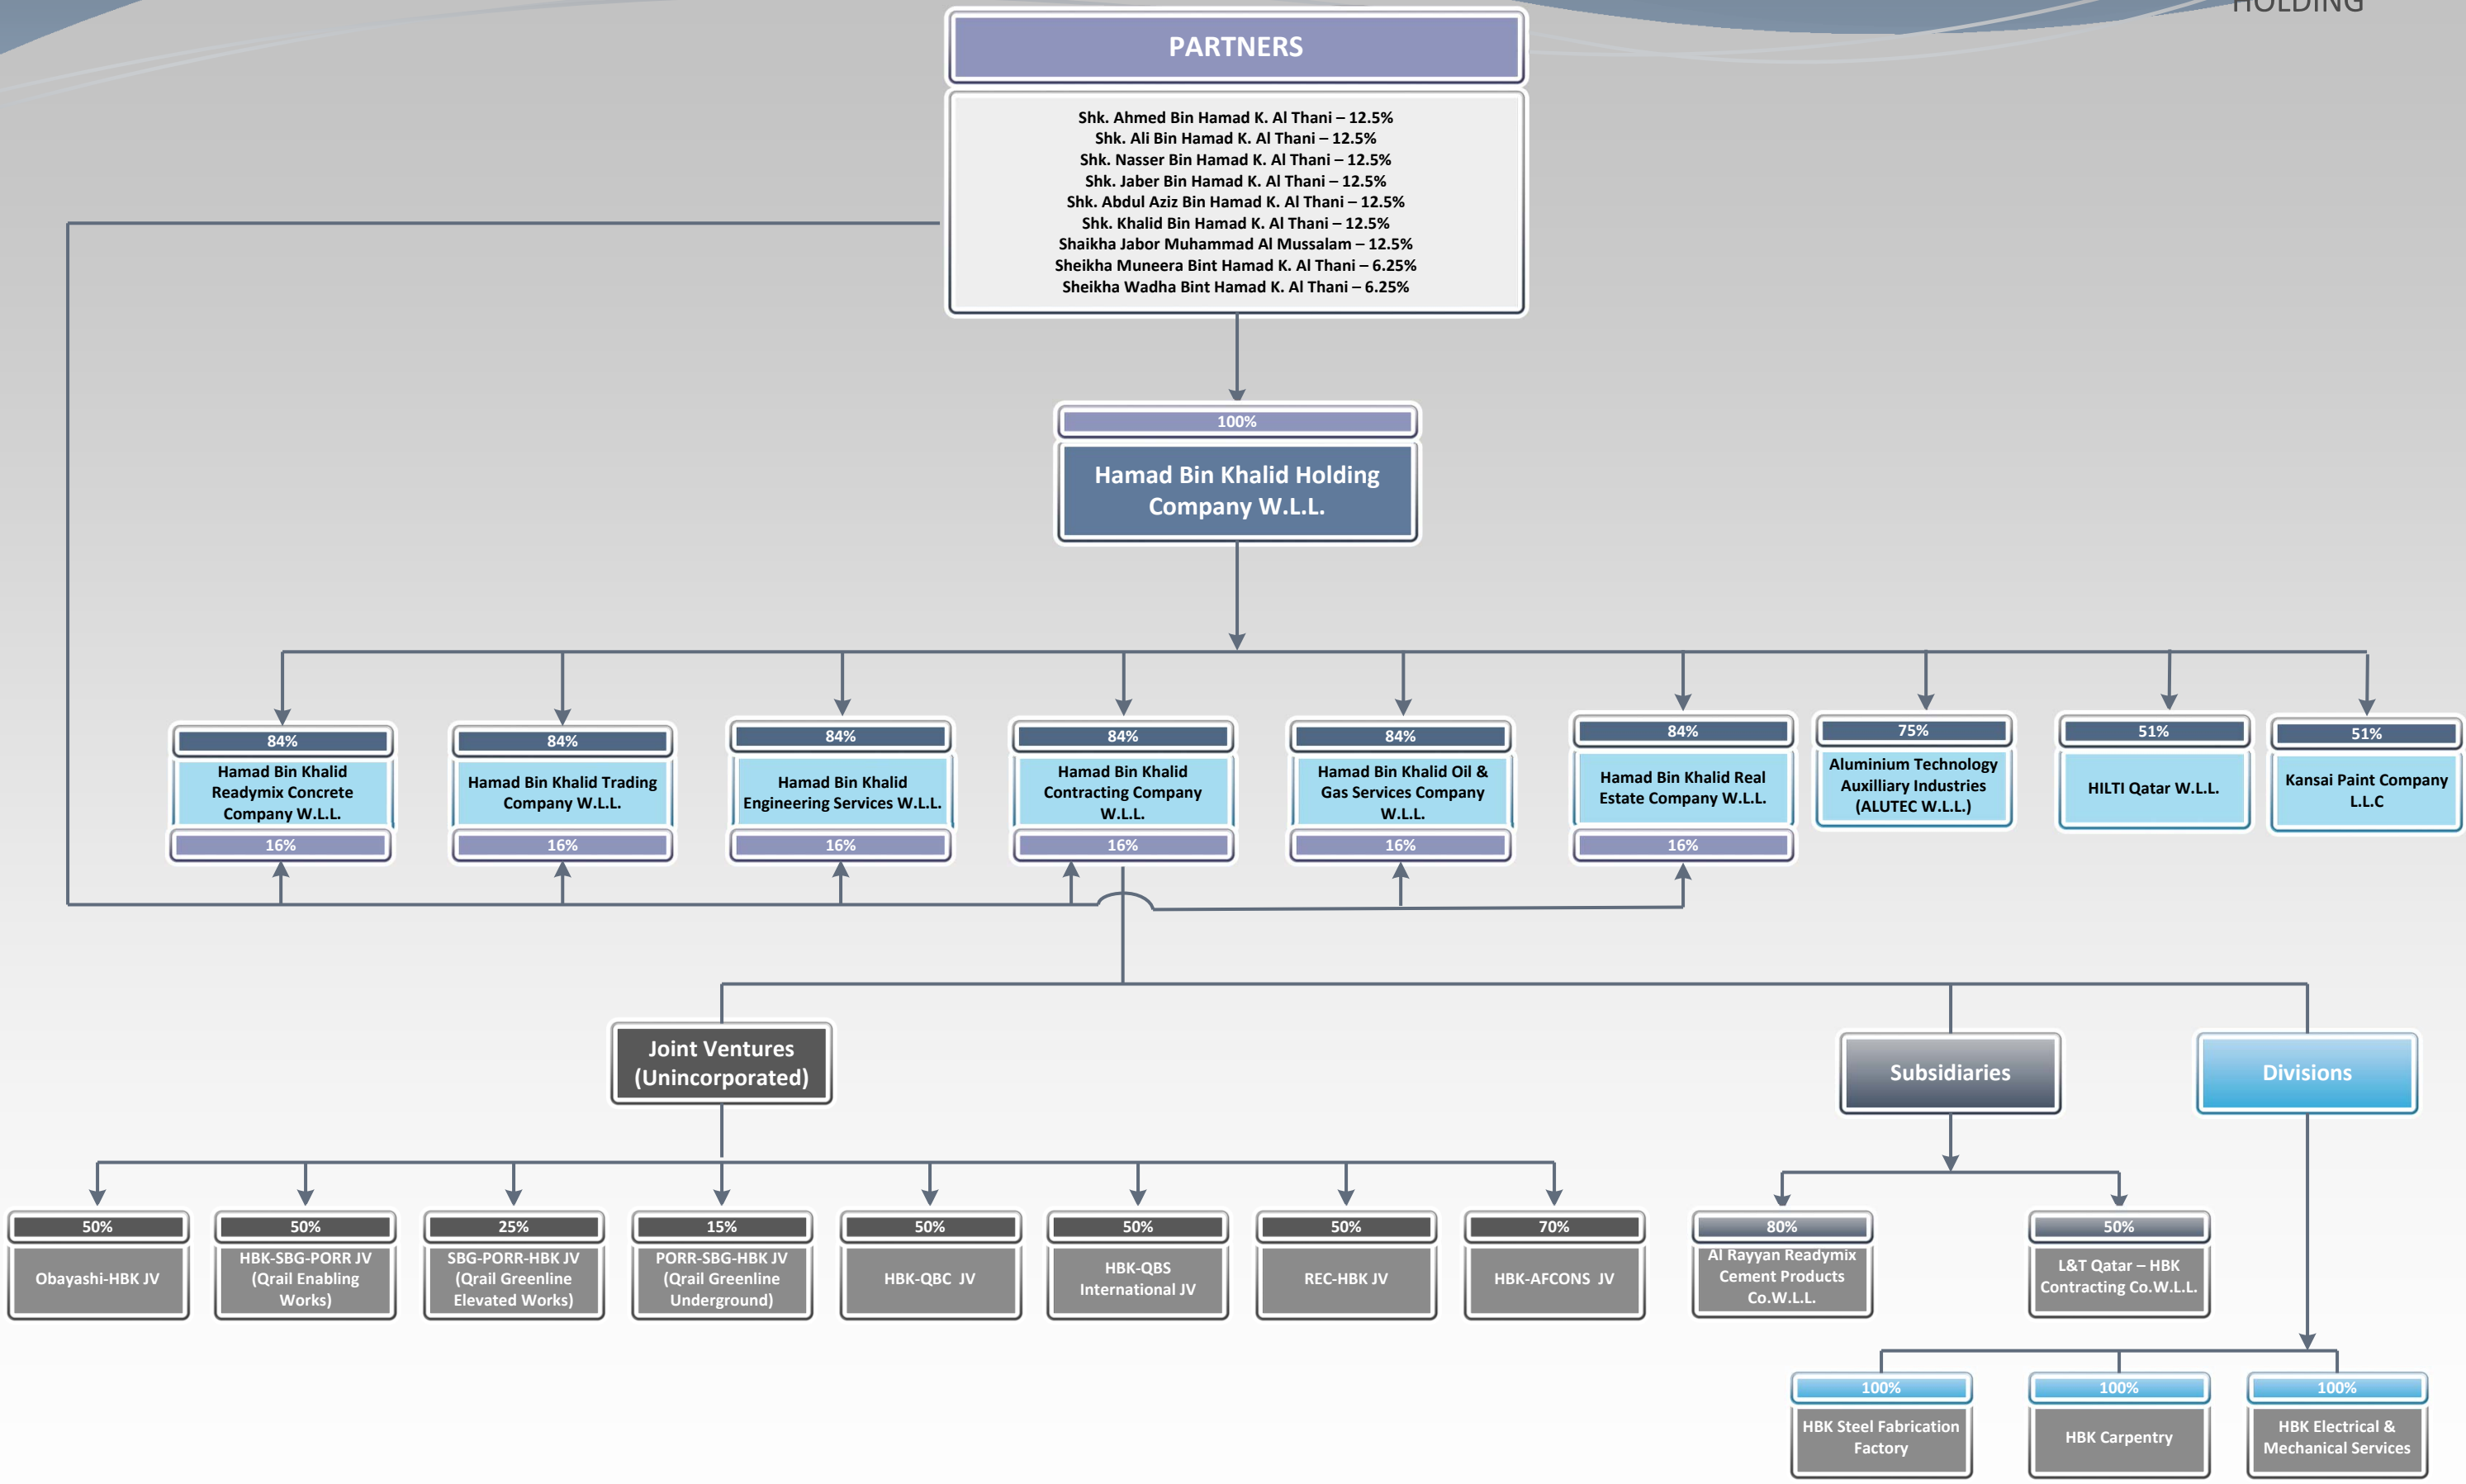 HOLDING
PARTNERS
Shk. Ahmed Bin Hamad K. Al Thani – 12.5%
Shk. Ali Bin Hamad K. Al Thani – 12.5%
Shk. Nasser Bin Hamad K. Al Thani – 12.5%
Shk. Jaber Bin Hamad K. Al Thani – 12.5%
Shk. Abdul Aziz Bin Hamad K. Al Thani – 12.5%
Shk. Khalid Bin Hamad K. Al Thani – 12.5%
Shaikha Jabor Muhammad Al Mussalam – 12.5%
Sheikha Muneera Bint Hamad K. Al Thani – 6.25%
Sheikha Wadha Bint Hamad K. Al Thani – 6.25%
100%
Hamad Bin Khalid Holding
Company W.L.L.
84%
Hamad Bin Khalid
Readymix Concrete
Company W.L.L.
16%
84%
Hamad Bin Khalid Trading
Company W.L.L.
16%
84%
Hamad Bin Khalid
Engineering Services W.L.L.
16%
84%
Hamad Bin Khalid
Contracting Company
W.L.L.
16%
84%
Hamad Bin Khalid Oil &
Gas Services Company
W.L.L.
16%
84%
Hamad Bin Khalid Real
Estate Company W.L.L.
16%
75%
Aluminium Technology
Auxilliary Industries
(ALUTEC W.L.L.)
51%
HILTI Qatar W.L.L.
51%
Kansai Paint Company
L.L.C
Joint Ventures
(Unincorporated)
Subsidiaries
Divisions
50%
Obayashi-HBK JV
50%
HBK-SBG-PORR JV
(Qrail Enabling
Works)
25%
SBG-PORR-HBK JV
(Qrail Greenline
Elevated Works)
15%
PORR-SBG-HBK JV
(Qrail Greenline
Underground)
50%
HBK-QBC JV
50%
HBK-QBS
International JV
50%
REC-HBK JV
70%
HBK-AFCONS JV
80%
Al Rayyan Readymix
Cement Products
Co.W.L.L.
50%
L&T Qatar – HBK
Contracting Co.W.L.L.
100%
HBK Steel Fabrication
Factory
100%
HBK Carpentry
100%
HBK Electrical &
Mechanical Services